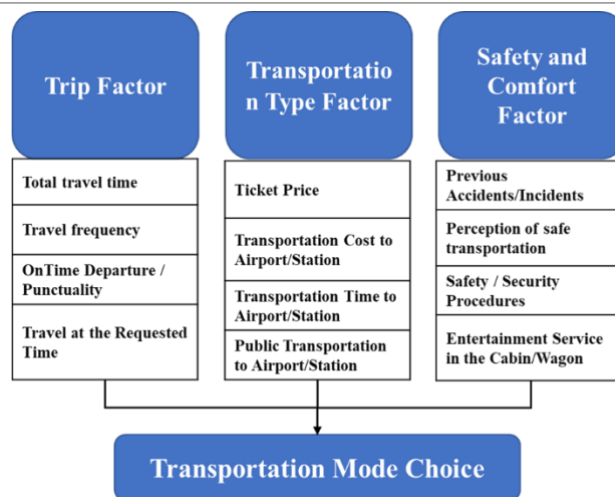 Trip Factor
Total travel time
Travel frequency
OnTime Departure /
Punctuality
Travel at the Requested
Time
Transportatio
n Type Factor
Ticket Price
Transportation Cost to
Airport/Station
Transportation Time to
Airport/Station
Public Transportation
to Airport/Station
Safety and
Comfort
Factor
Previous
Accidents/Incidents
Perception of safe
transportation
Safety / Security
Procedures
Entertainment Service
in the Cabin/Wagon
Transportation Mode Choice